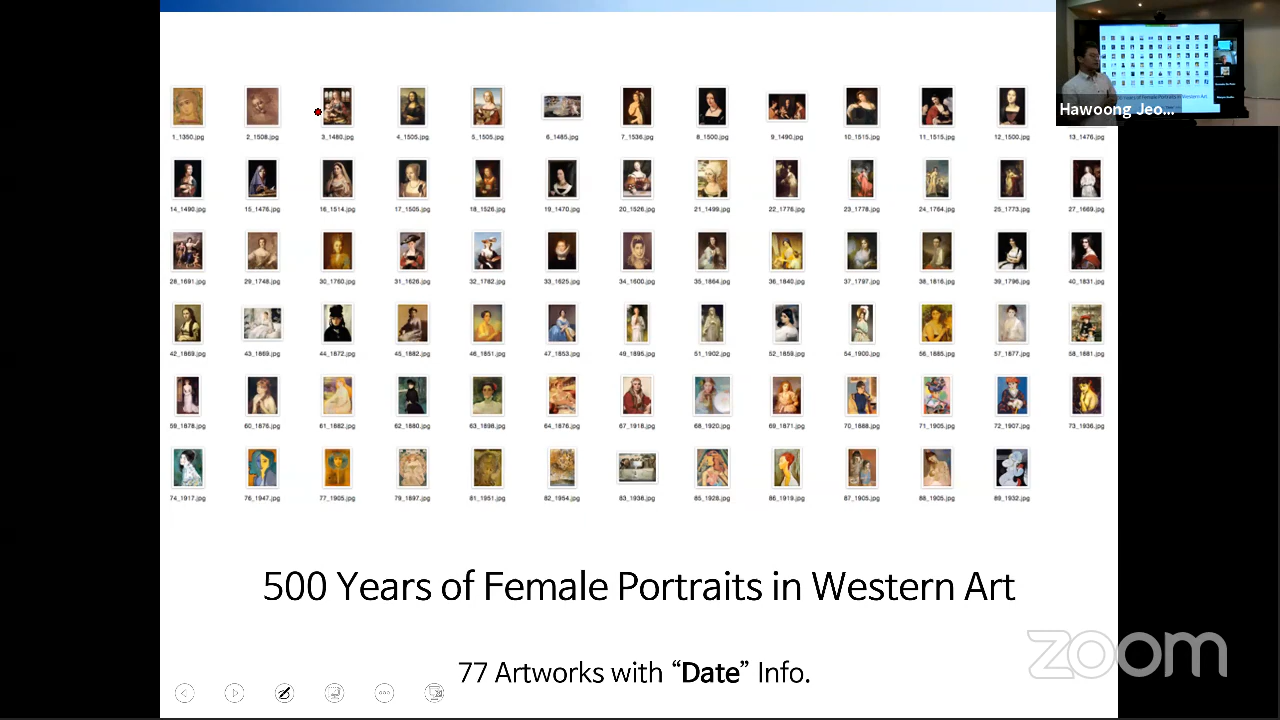 Hawoong Jeo...
1_1350.jpg 2_1508.jpg 3_1480.jpg 4_1505.jpg 5_1505.jpg 6_1485.jpg 7_1536.jpg 8_1500.jpg 9_1490.jpg 10_1515.jpg 11_1515.jpg 12_1500.jpg 13_1476.jpg
14_1490.jpg 15_1476.jpg 16_1514.jpg 17_1505.jpg 18_1526.jpg 19_1470.jpg 20_1526.jpg 21_1499.jpg 22_1776.jpg 23_1778.jpg 24_1764.jpg 25_1773.jpg 27_1669.jpg
28_1691.jpg 29_1748.jpg 30_1760.jpg 31_1626.jpg 32_1782.jpg 33_1625.jpg 34_1600.jpg 35_1864.jpg 36_1840.jpg 37_1797.jpg 38_1816.jpg 39_1796.jpg 40_1831.jpg
42_1869.jpg 43_1869.jpg 44_1872.jpg 45_1882.jpg 46_1851.jpg 47_1853.jpg 49_1895.jpg 51_1902.jpg 52_1859.jpg 54_1900.jpg 56_1885.jpg 57_1877.jpg 58_1881.jpg
59_1878.jpg 60_1876.jpg 61_1882.jpg 62_1880.jpg 63_1898.jpg 64_1876.jpg 67_1918.jpg 68_1920.jpg 69_1871.jpg 70_1888.jpg 71_1905.jpg 72_1907.jpg 73_1936.jpg
74_1917.jpg 76_1947.jpg 77_1905.jpg 79_1897.jpg 81_1951.jpg 82_1954.jpg 83_1938.jpg 85_1928.jpg 86_1919.jpg 87_1905.jpg 88_1905.jpg 89_1932.jpg
500 Years of Female Portraits in Western Art
zoom
77 Artworks with “Date” Info.